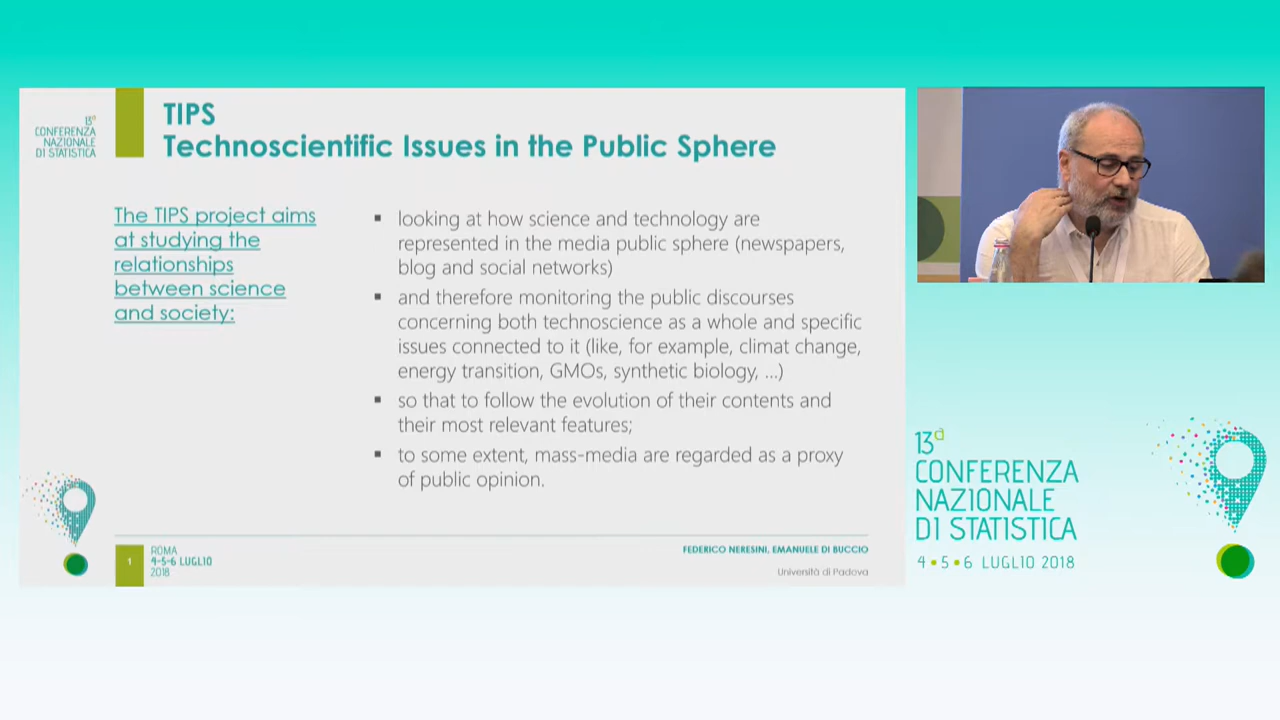 13ª
CONFERENZA
NAZIONALE
DI STATISTICA
TIPS
Technoscientific Issues in the Public Sphere
The TIPS project aims
at studying the
relationships
between science
and society:
▪ looking at how science and technology are
represented in the media public sphere (newspapers,
blog and social networks)
▪ and therefore monitoring the public discourses
concerning both technoscience as a whole and specific
issues connected to it (like, for example, climat change,
energy transition, GMOs, synthetic biology, ...)
▪ so that to follow the evolution of their contents and
their most relevant features;
▪ to some extent, mass-media are regarded as a proxy
of public opinion.
1
ROMA
4-5-6 LUGLIO
2018
FEDERICO NERESINI, EMANUELE DI BUCCIO
Università di Padova
13ª
CONFERENZA
NAZIONALE
DI STATISTICA
4•5•6 LUGLIO 2018